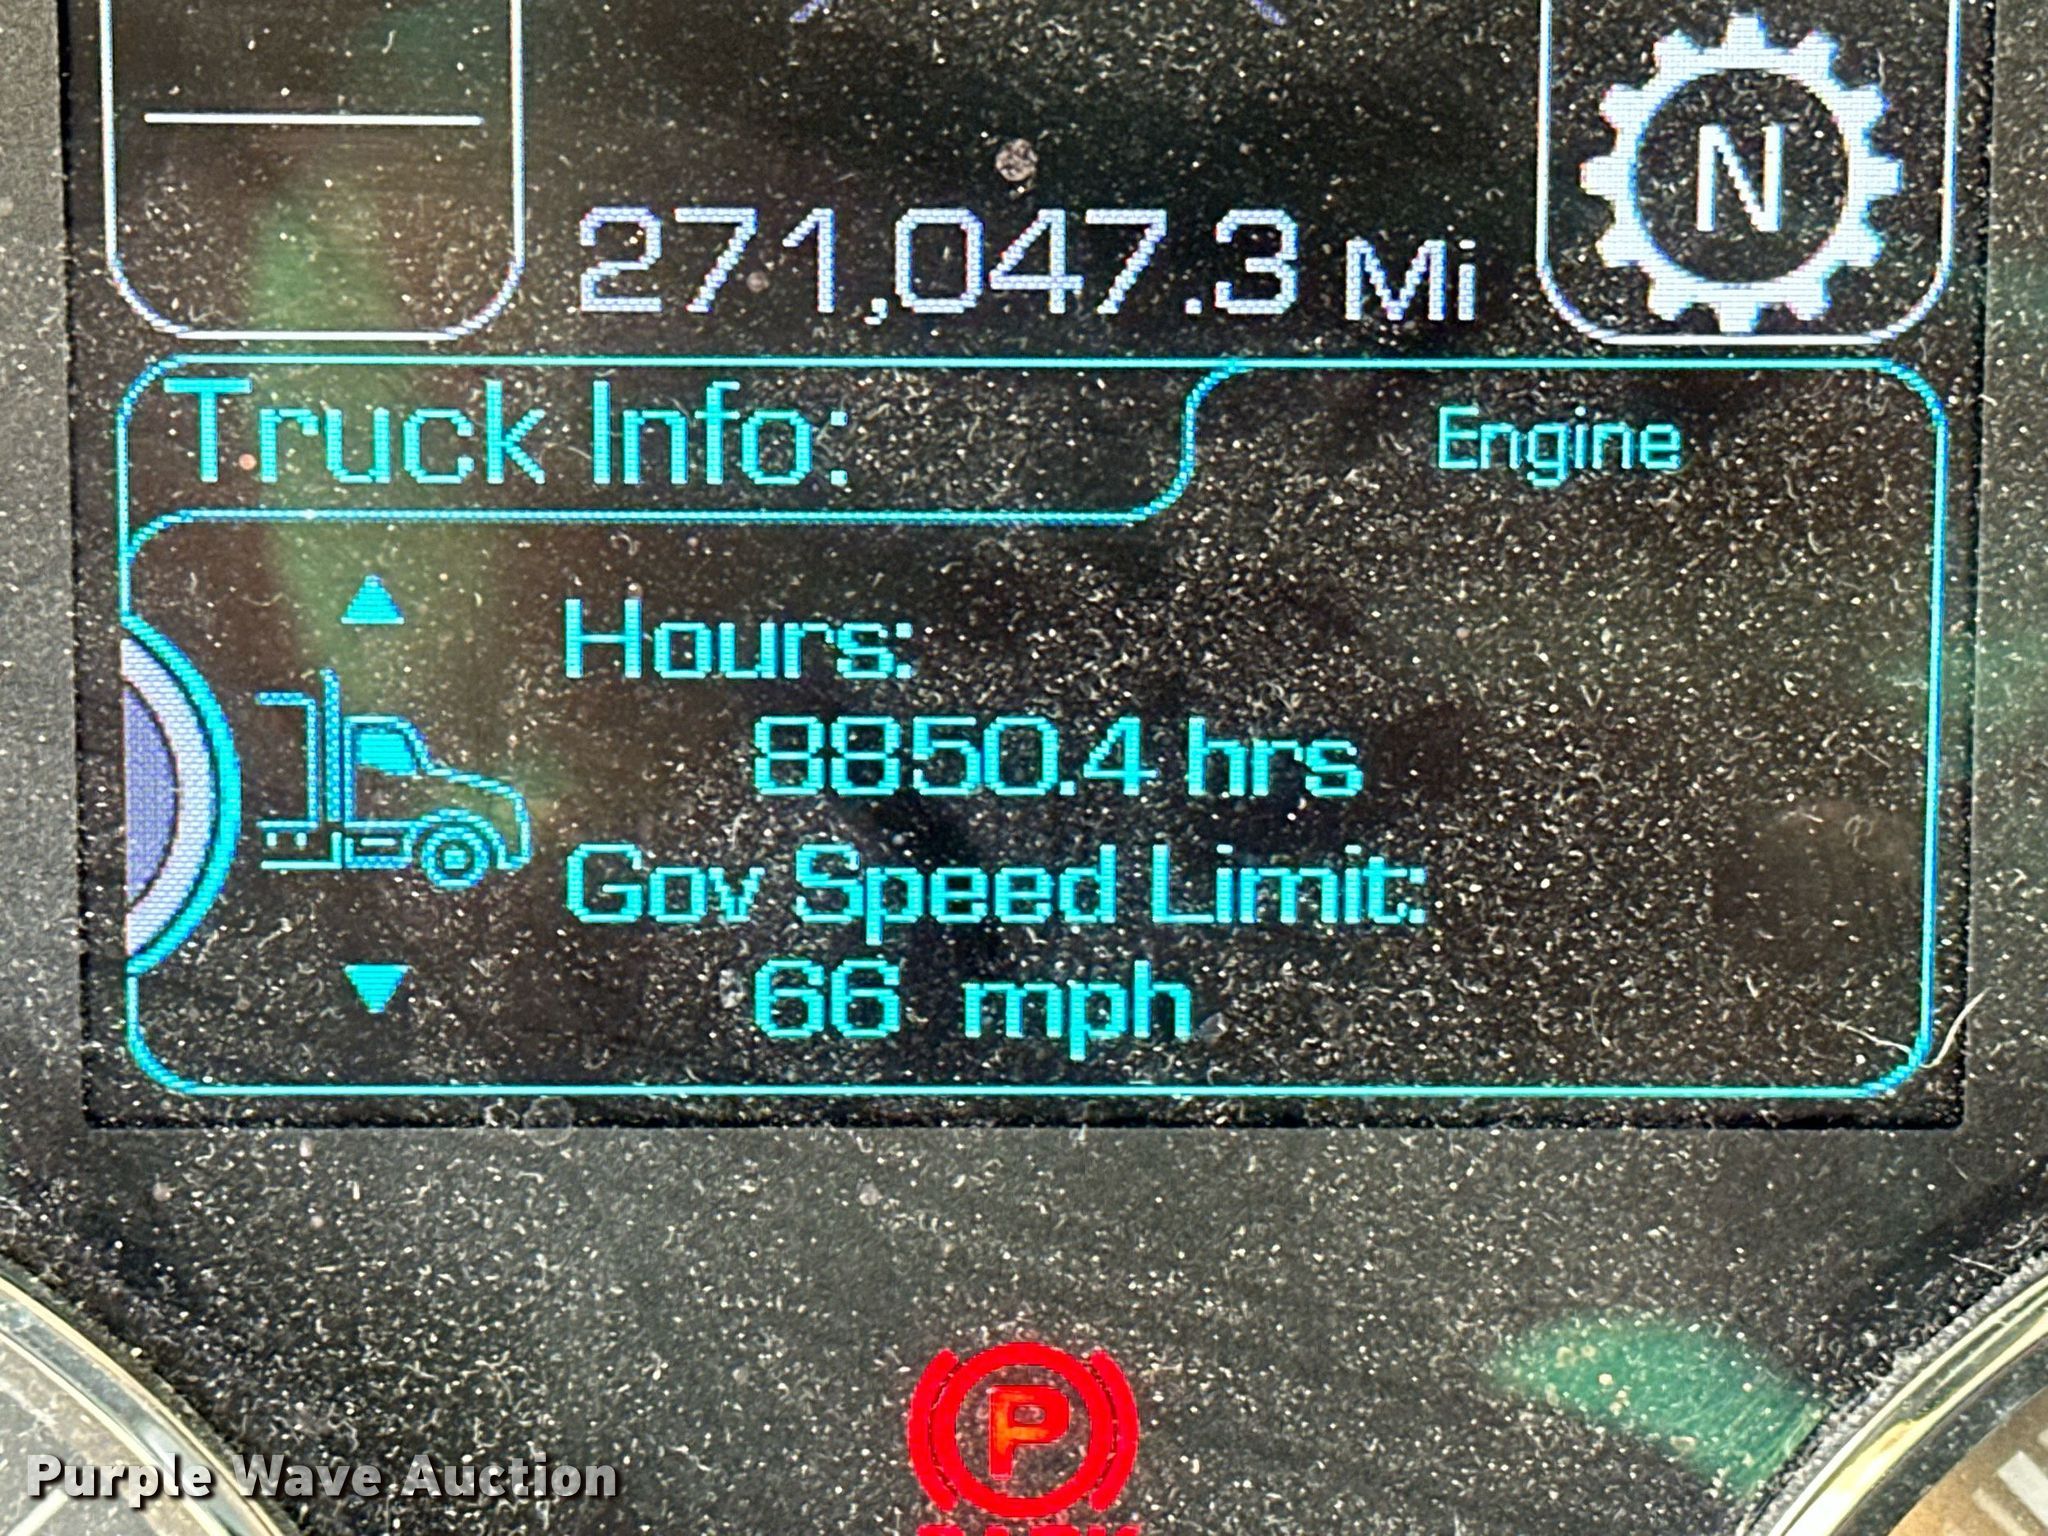 N
271,047.3 Mi
Truck Info:
Engine
Hours:
8850.4 hrs
Gov Speed Limit:
66 mph
P
PARK
Purple Wave Auction